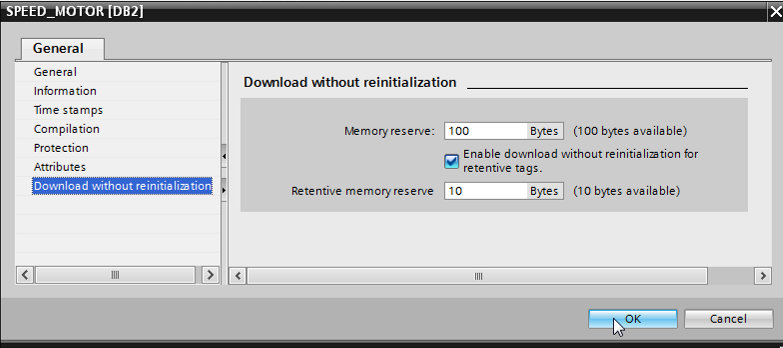 SPEED_MOTOR [DB2]
General
General
Information
Time stamps
Compilation
Protection
Attributes
Download without reinitialization
Download without reinitialization
Memory reserve: 100 Bytes (100 bytes available)
Enable download without reinitialization for
retentive tags.
Retentive memory reserve 10 Bytes (10 bytes available)
OK Cancel